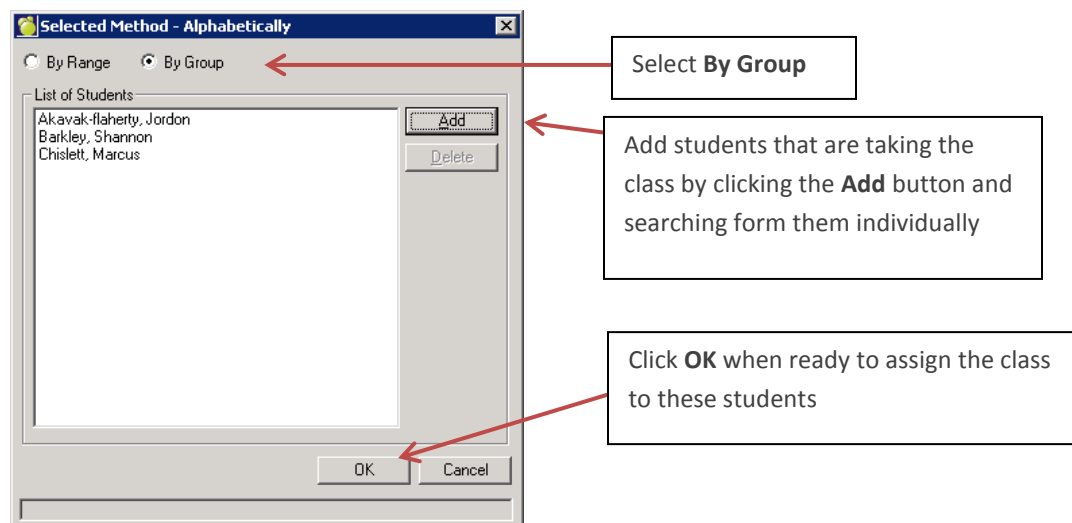 Selected Method - Alphabetically
By Range By Group
Select By Group
List of Students
Akavak-flaherty, Jordon
Barkley, Shannon
Chislett, Marcus
Add
Delete
Add students that are taking the
class by clicking the Add button and
searching form them individually
Click OK when ready to assign the class
to these students
OK Cancel